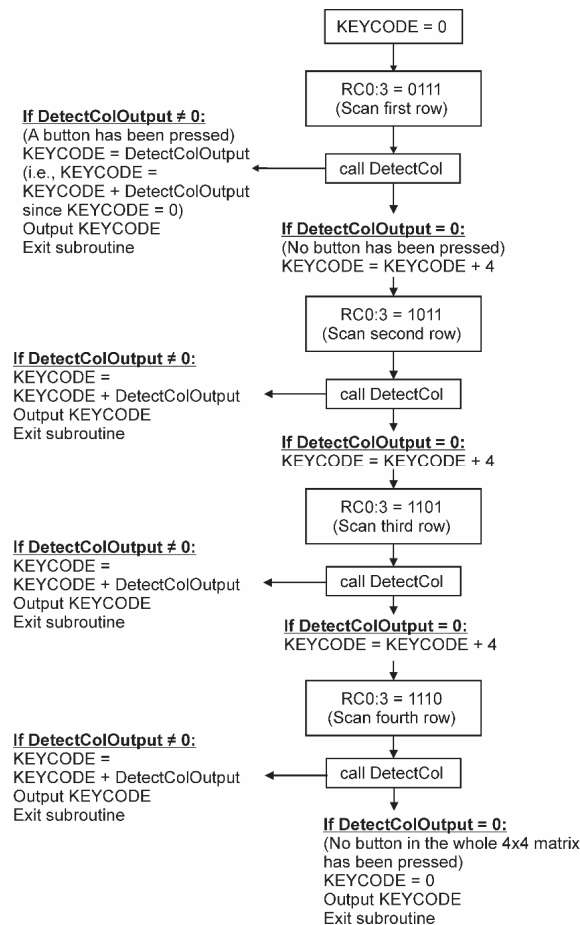 KEYCODE = 0
RC0:3 = 0111
(Scan first row)
call DetectCol
If DetectColOutput ≠ 0:
(A button has been pressed)
KEYCODE = DetectColOutput
(i.e., KEYCODE =
KEYCODE + DetectColOutput
since KEYCODE = 0)
Output KEYCODE
Exit subroutine
If DetectColOutput = 0:
(No button has been pressed)
KEYCODE = KEYCODE + 4
RC0:3 = 1011
(Scan second row)
call DetectCol
If DetectColOutput ≠ 0:
KEYCODE =
KEYCODE + DetectColOutput
Output KEYCODE
Exit subroutine
If DetectColOutput = 0:
KEYCODE = KEYCODE + 4
RC0:3 = 1101
(Scan third row)
call DetectCol
If DetectColOutput ≠ 0:
KEYCODE =
KEYCODE + DetectColOutput
Output KEYCODE
Exit subroutine
If DetectColOutput = 0:
KEYCODE = KEYCODE + 4
RC0:3 = 1110
(Scan fourth row)
call DetectCol
If DetectColOutput ≠ 0:
KEYCODE =
KEYCODE + DetectColOutput
Output KEYCODE
Exit subroutine
If DetectColOutput = 0:
(No button in the whole 4x4 matrix
has been pressed)
KEYCODE = 0
Output KEYCODE
Exit subroutine